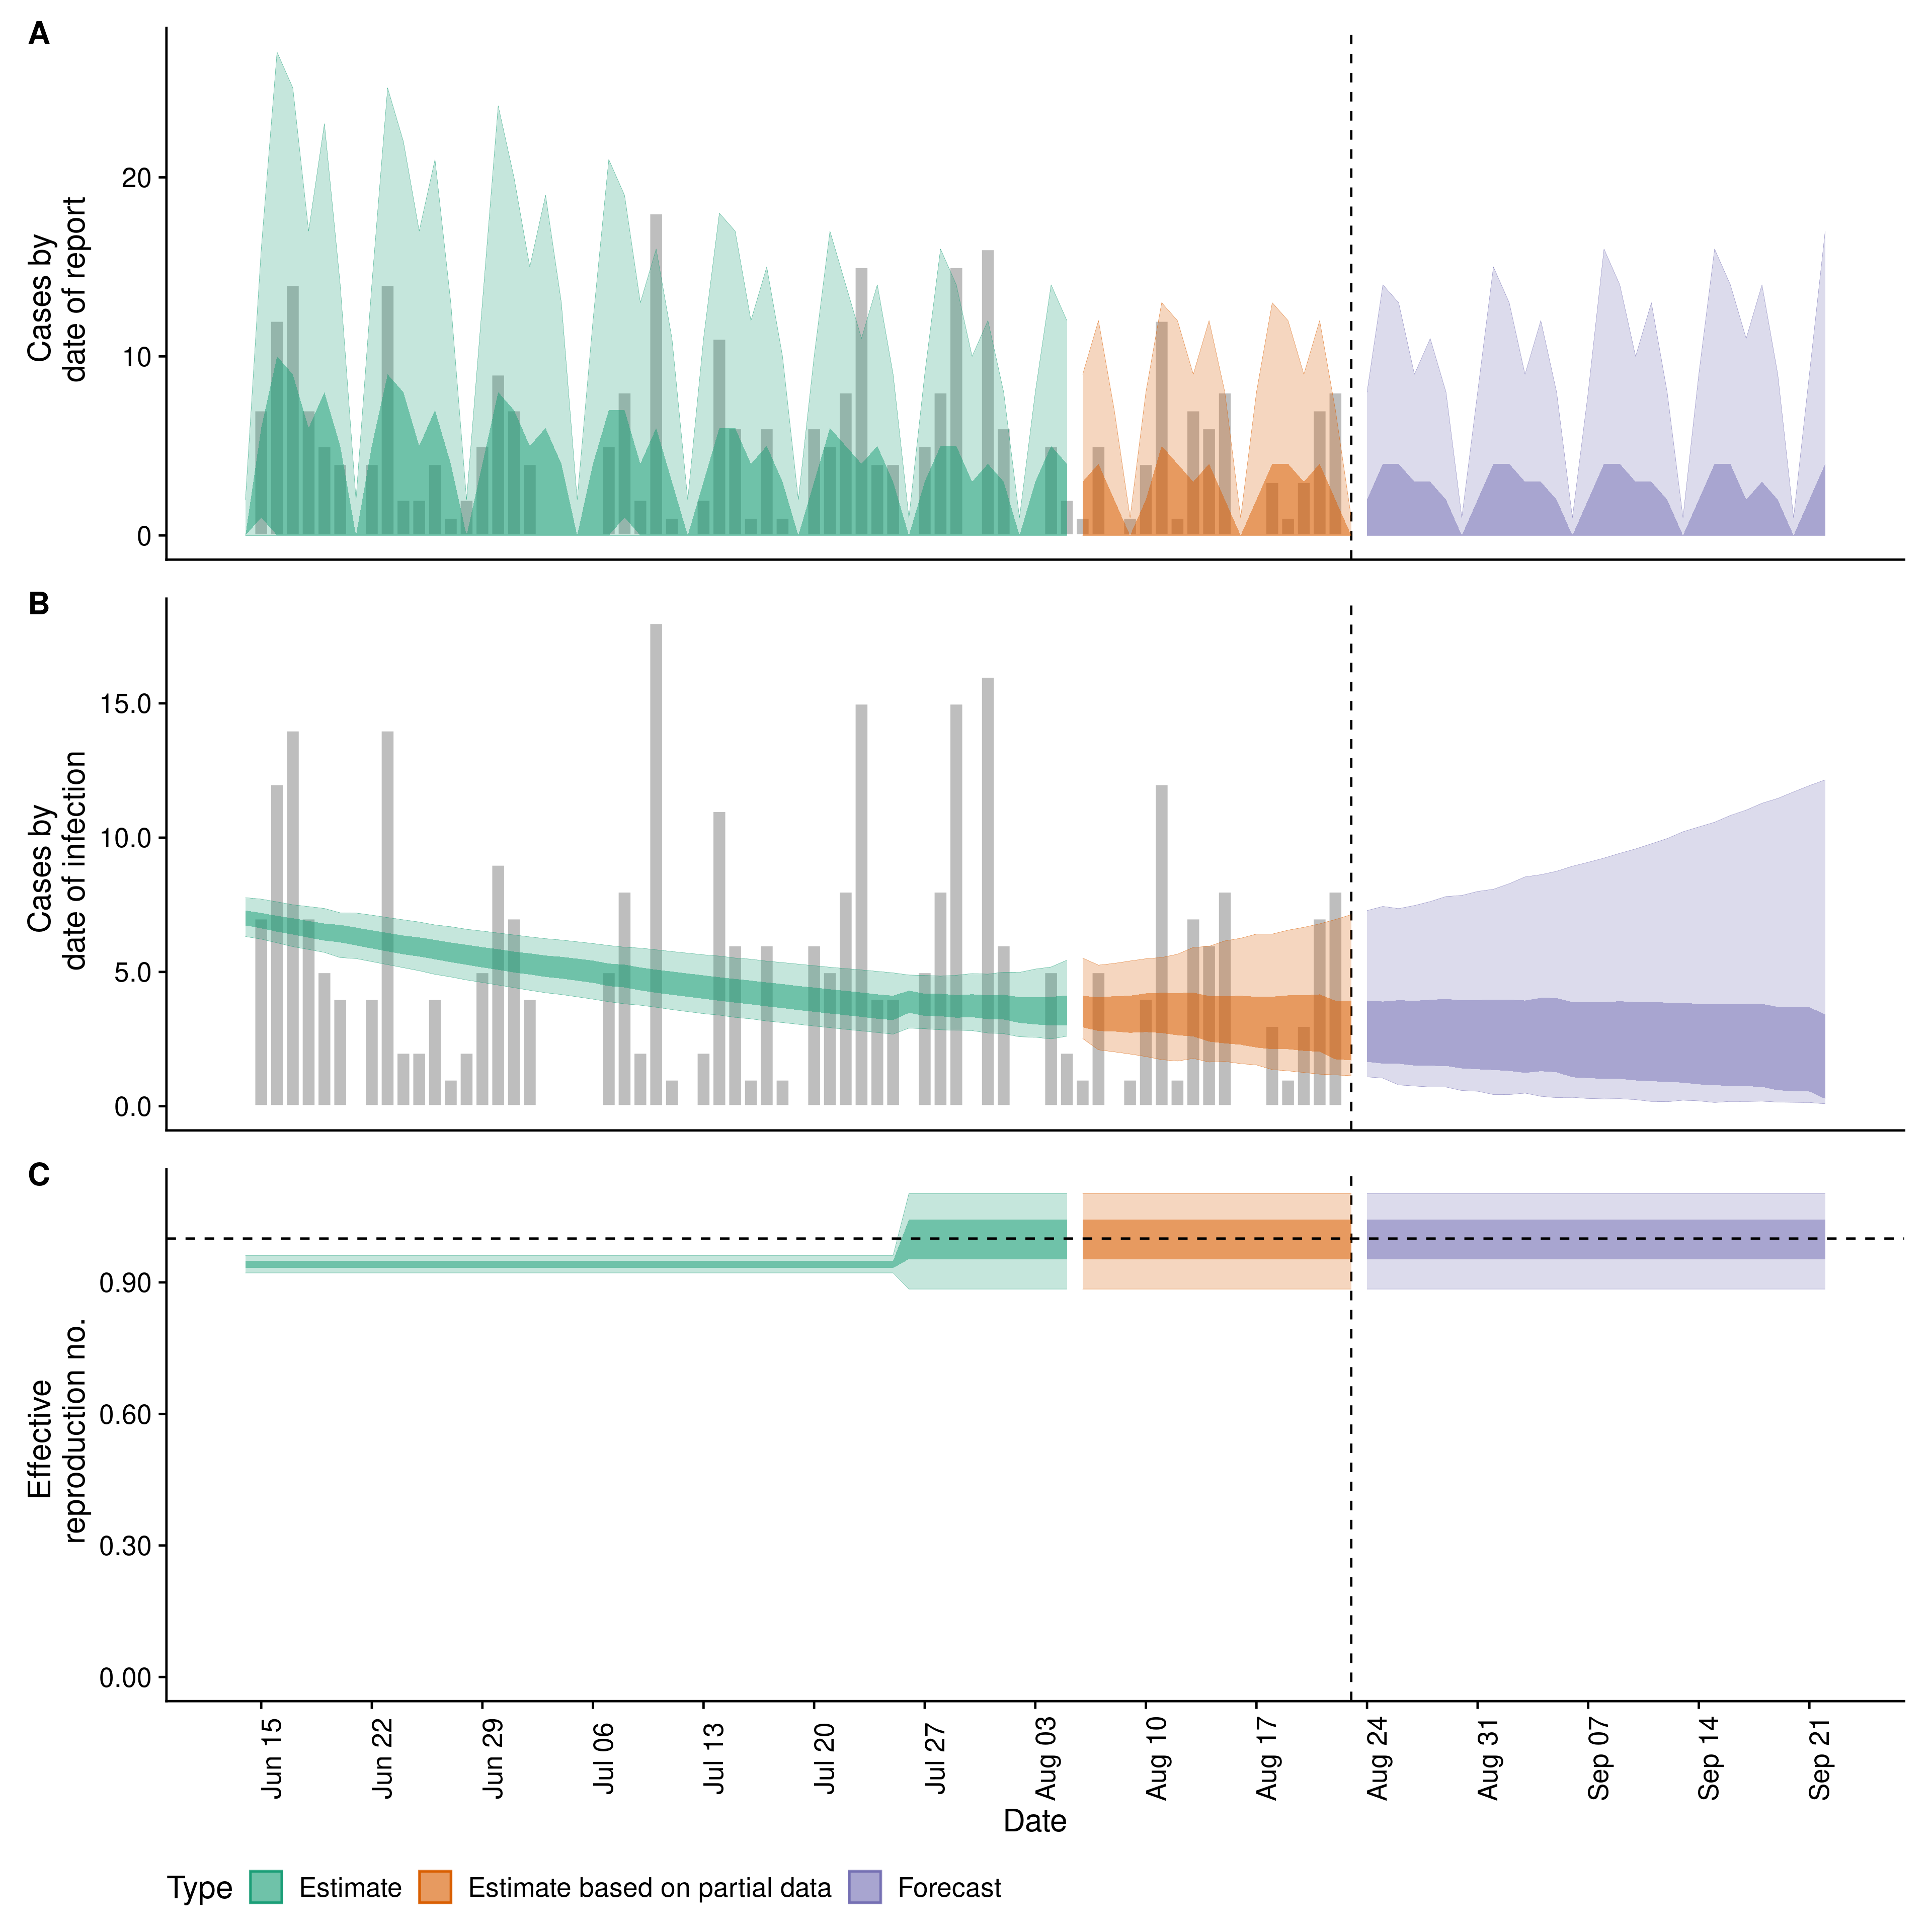 A
Cases by
date of report
20
10
0
B
Cases by
date of infection
15.0
10.0
5.0
0.0
C
Effective
reproduction no.
0.90
0.60
0.30
0.00
Jun 15
Jun 22
Jun 29
Jul 06
Jul 13
Jul 20
Jul 27
Aug 03
Aug 10
Aug 17
Aug 24
Aug 31
Sep 07
Sep 14
Sep 21
Date
Type Estimate Estimate based on partial data Forecast